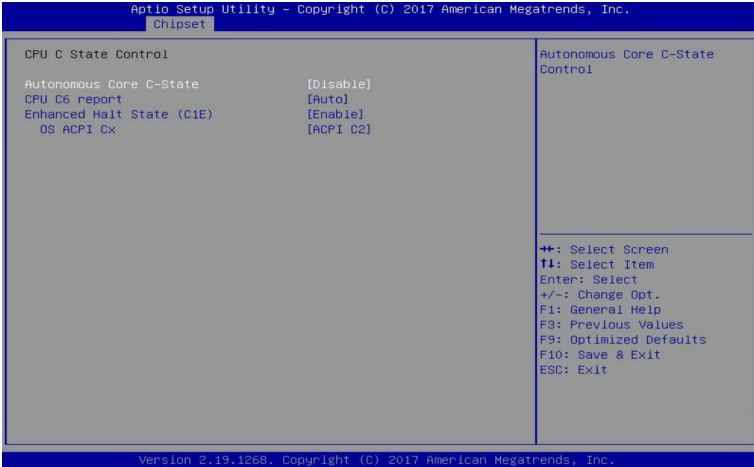 Aptio Setup Utility – Copyright (C) 2017 American Megatrends, Inc.
Chipset
CPU C State Control
Autonomous Core C-State [Disable]
CPU C6 report [Auto]
Enhanced Halt State (C1E) [Enable]
OS ACPI Cx [ACPI C2]
Autonomous Core C-State
Control
→←: Select Screen
↑↓: Select Item
Enter: Select
+/-: Change Opt.
F1: General Help
F3: Previous Values
F9: Optimized Defaults
F10: Save & Exit
ESC: Exit
Version 2.19.1268. Copyright (C) 2017 American Megatrends, Inc.